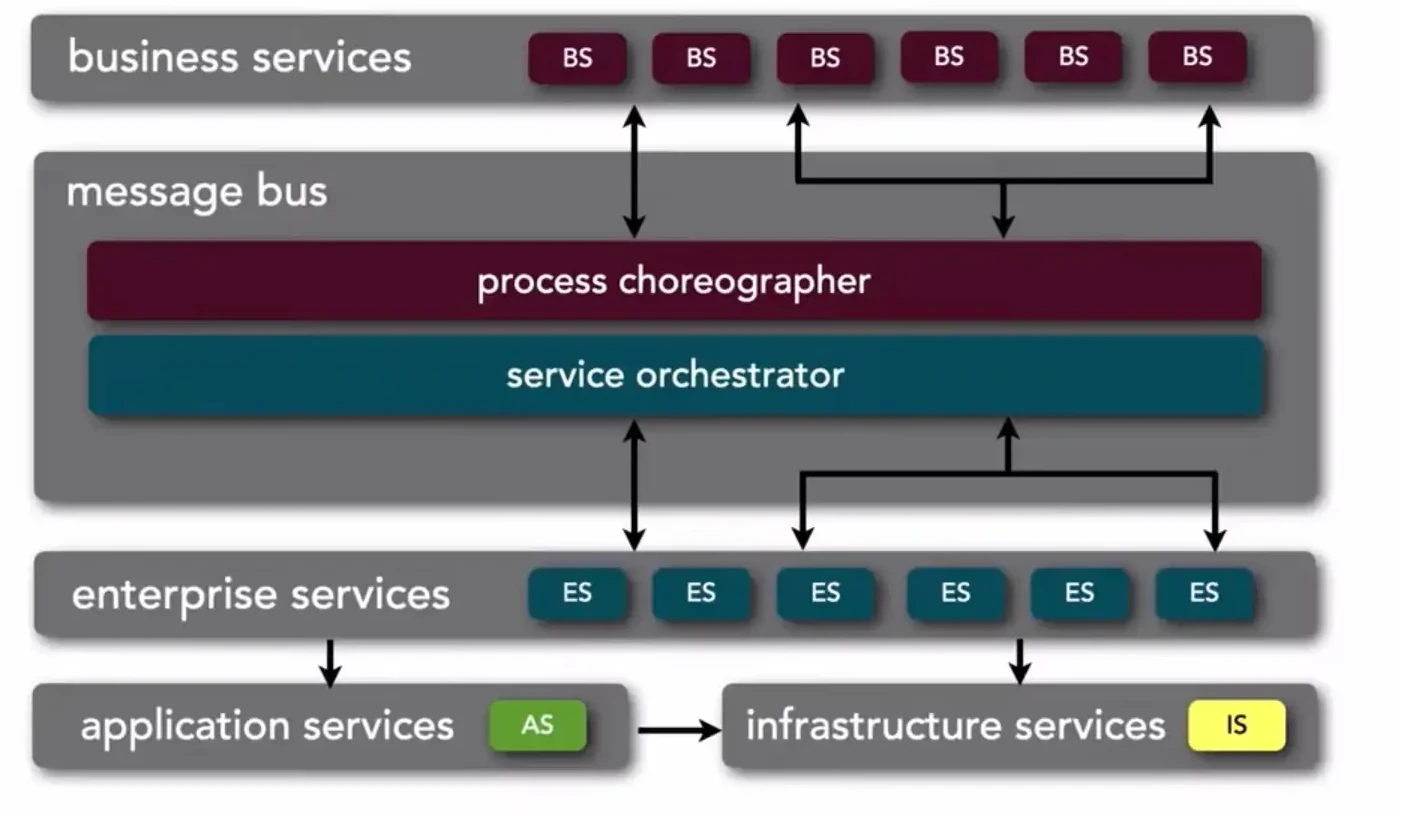 business services BS BS BS BS BS BS
message bus
process choreographer
service orchestrator
enterprise services ES ES ES ES ES ES
application services AS infrastructure services IS